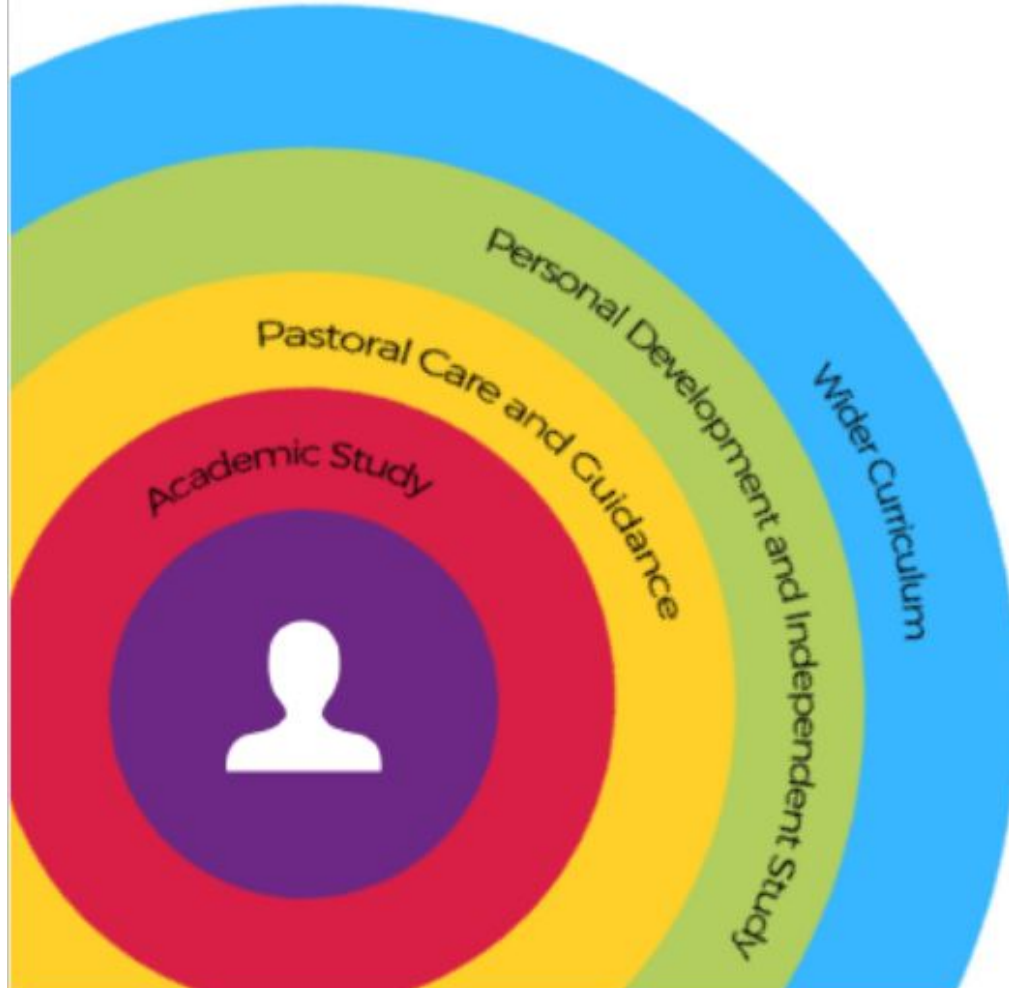 Academic Study
Pastoral Care and Guidance
Personal Development and Independent Study
Wider Curriculum